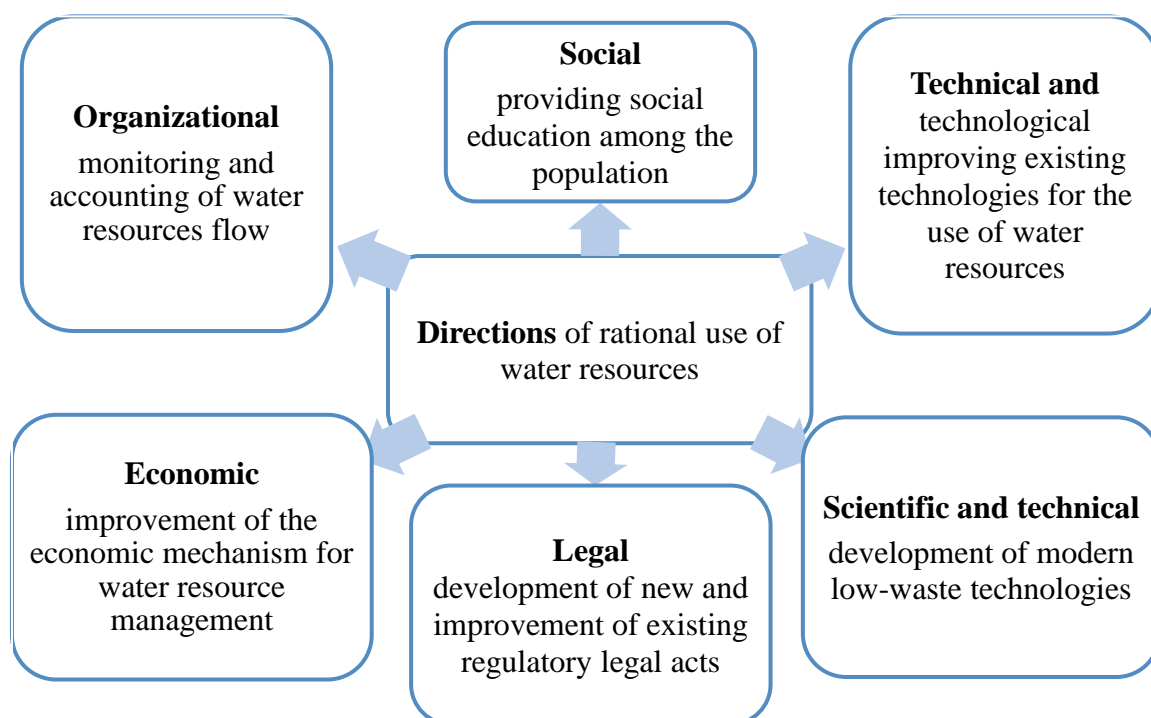 Organizational
monitoring and
accounting of water
resources flow
Social
providing social
education among the
population
Technical and
technological
improving existing
technologies for the
use of water
resources
Directions of rational use of
water resources
Economic
improvement of the
economic mechanism for
water resource
management
Legal
development of new and
improvement of existing
regulatory legal acts
Scientific and technical
development of modern
low-waste technologies